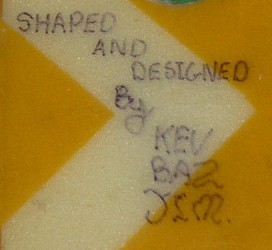 SHAPED
AND
DESIGNED
By
KEV
BAZ
JIM.